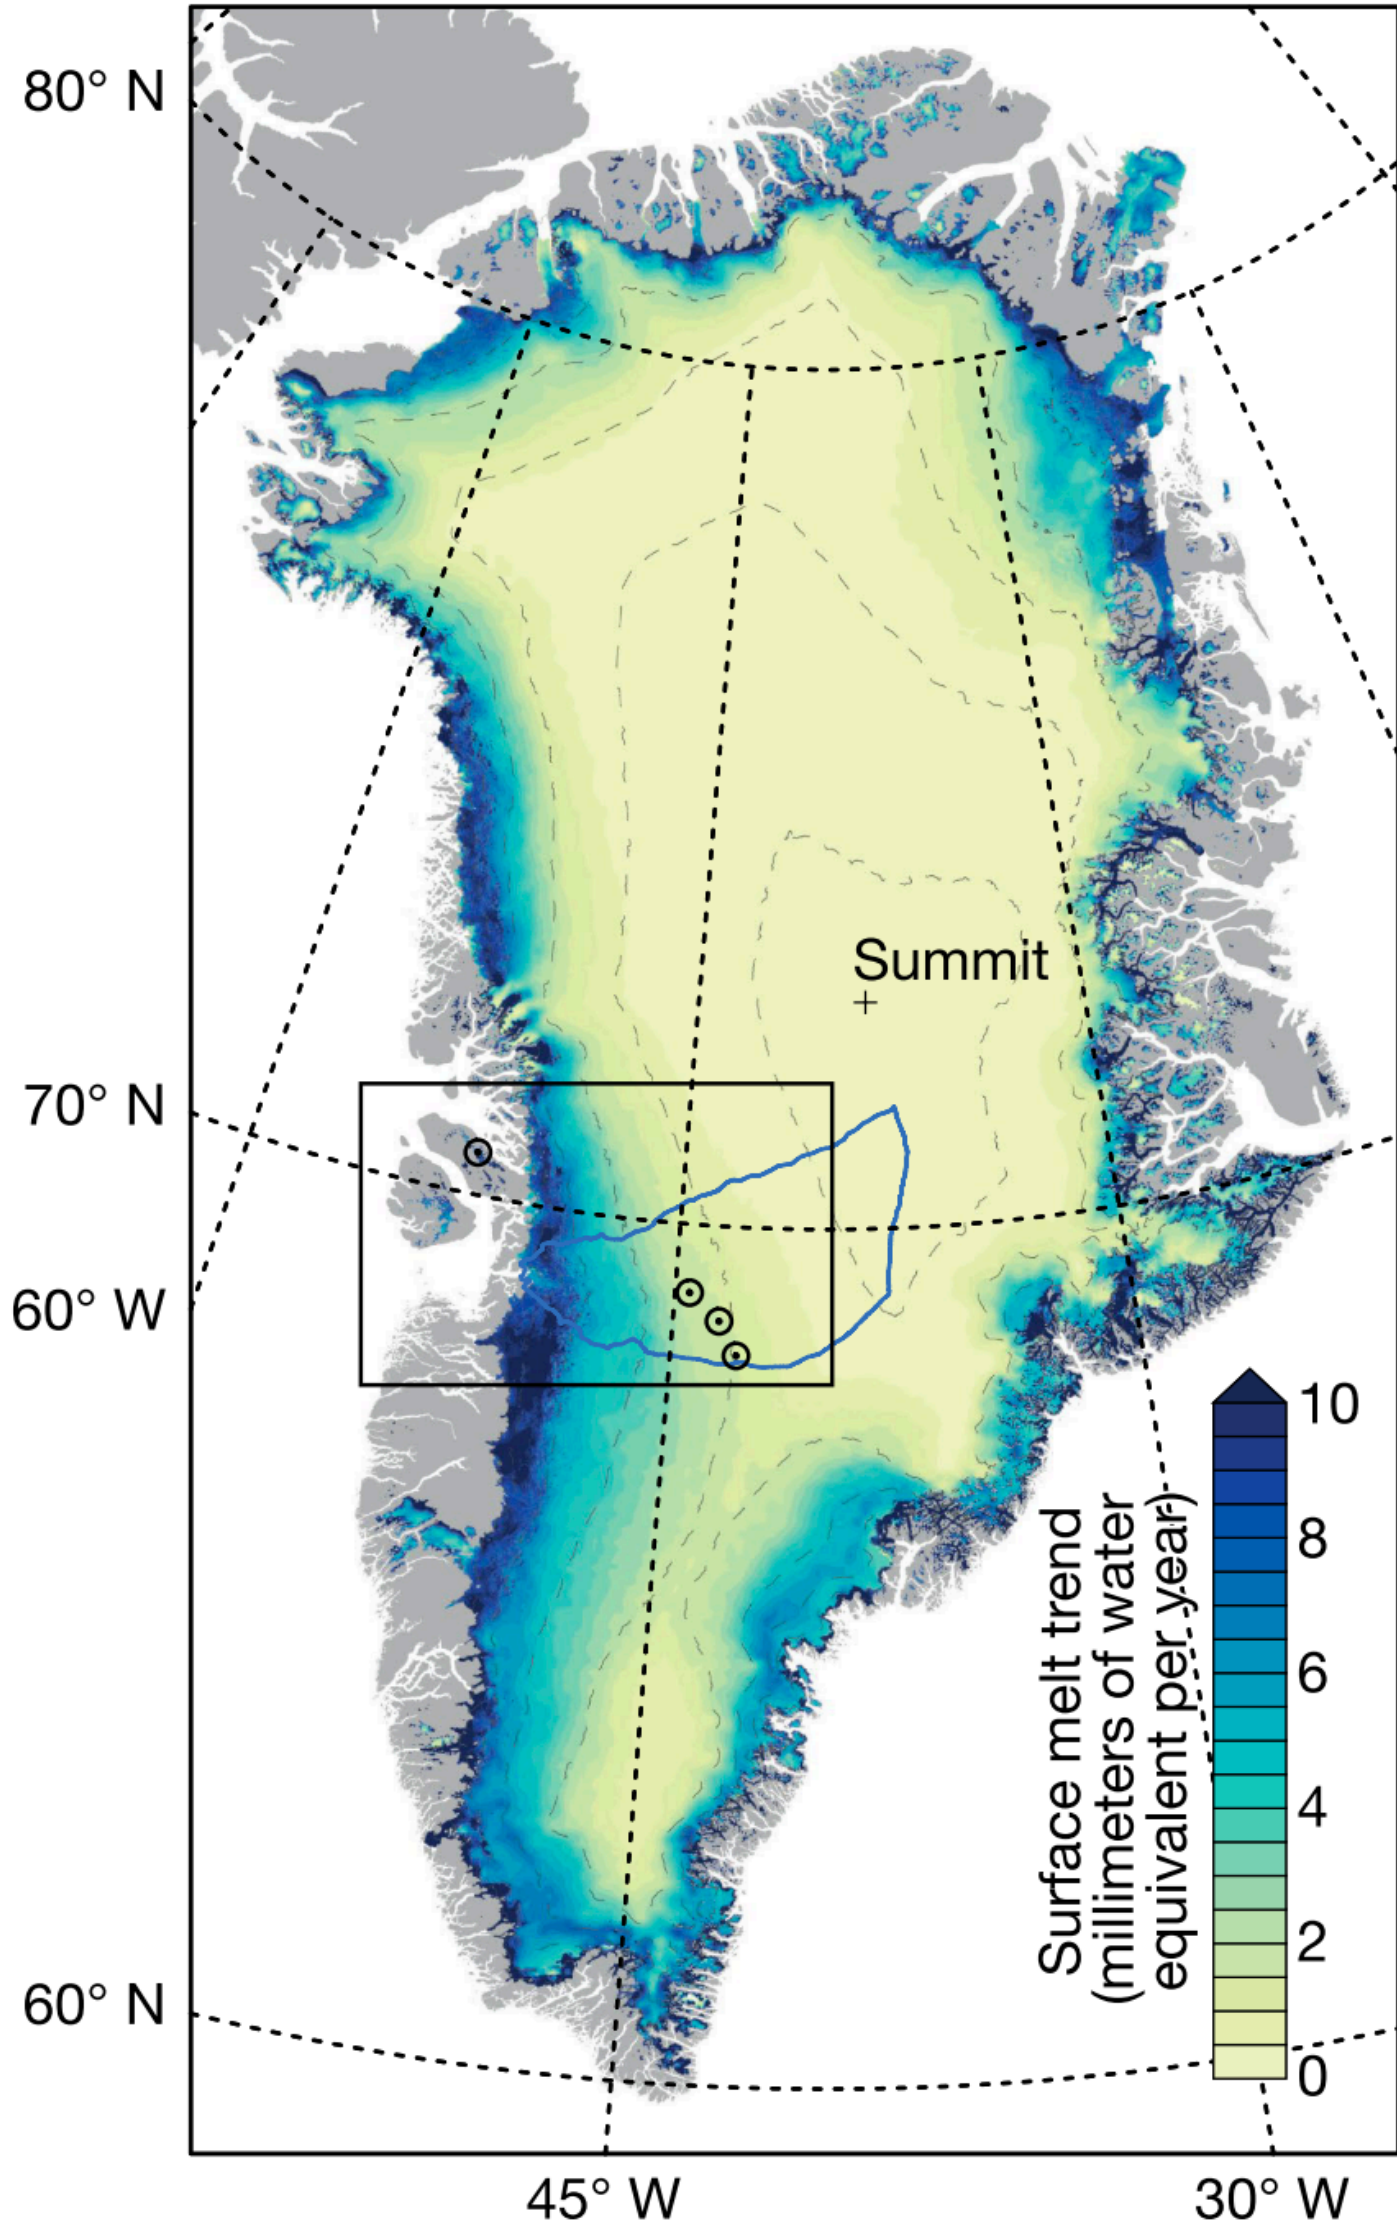 80° N
Summit
70° N
60° W
10
8
6
4
2
0
Surface melt trend
(millimeters of water
equivalent per year)
60° N
45° W
30° W